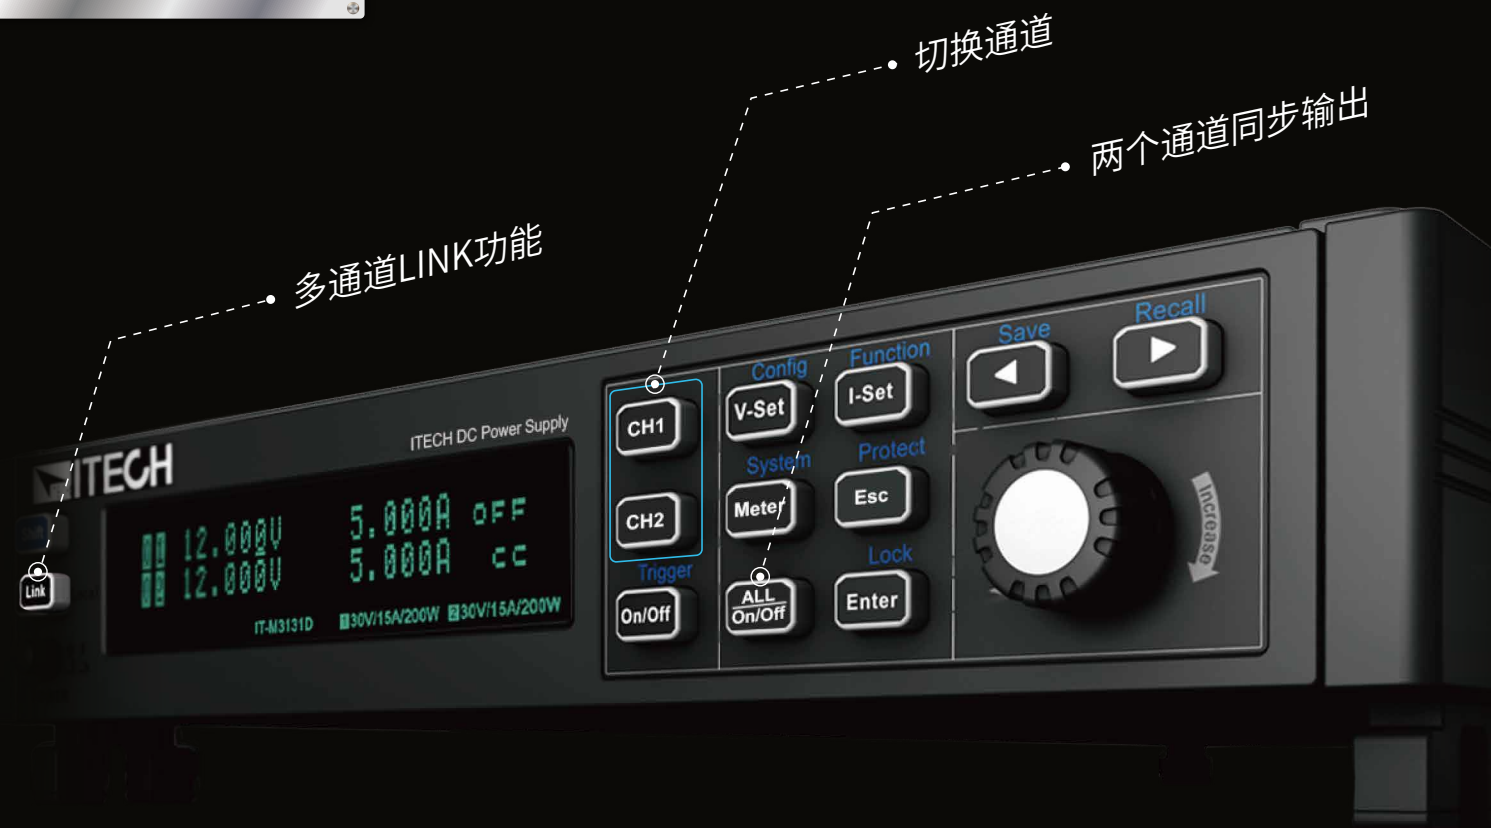 切换通道
两个通道同步输出
多通道LINK功能
ITECH
ITECH DC Power Supply
12.000V 5.000A OFF
12.000V 5.000A CC
IT-M3131D 1 30V/15A/200W 2 30V/15A/200W
Link
CH1
CH2
Trigger
On/Off
Config
V-Set
System
Meter
ALL
On/Off
Function
I-Set
Protect
Esc
Lock
Enter
Save
Recall
Increase